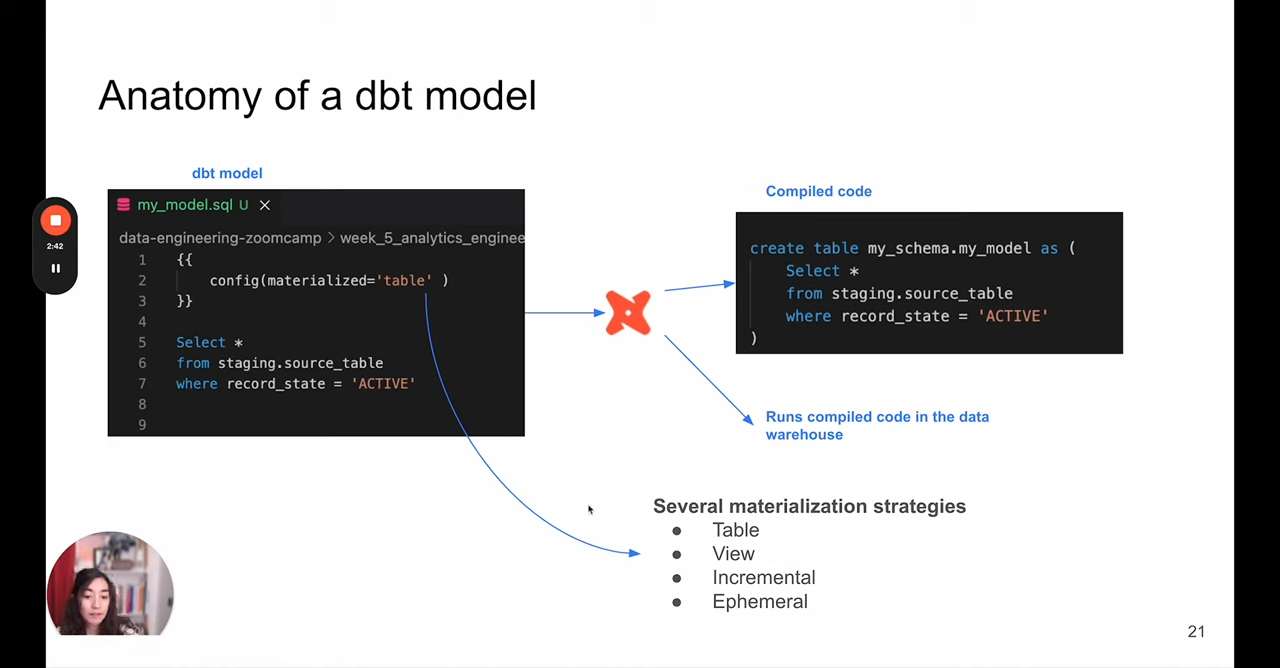 Anatomy of a dbt model
dbt model
my_model.sql U
data-engineering-zoomcamp > week_5_analytics_enginee
1 {{
2 config(materialized='table' )
3 }}
4
5 Select *
6 from staging.source_table
7 where record_state = 'ACTIVE'
8
9
2:42
Compiled code
create table my_schema.my_model as (
Select *
from staging.source_table
where record_state = 'ACTIVE'
)
Runs compiled code in the data
warehouse
Several materialization strategies
● Table
● View
● Incremental
● Ephemeral
21